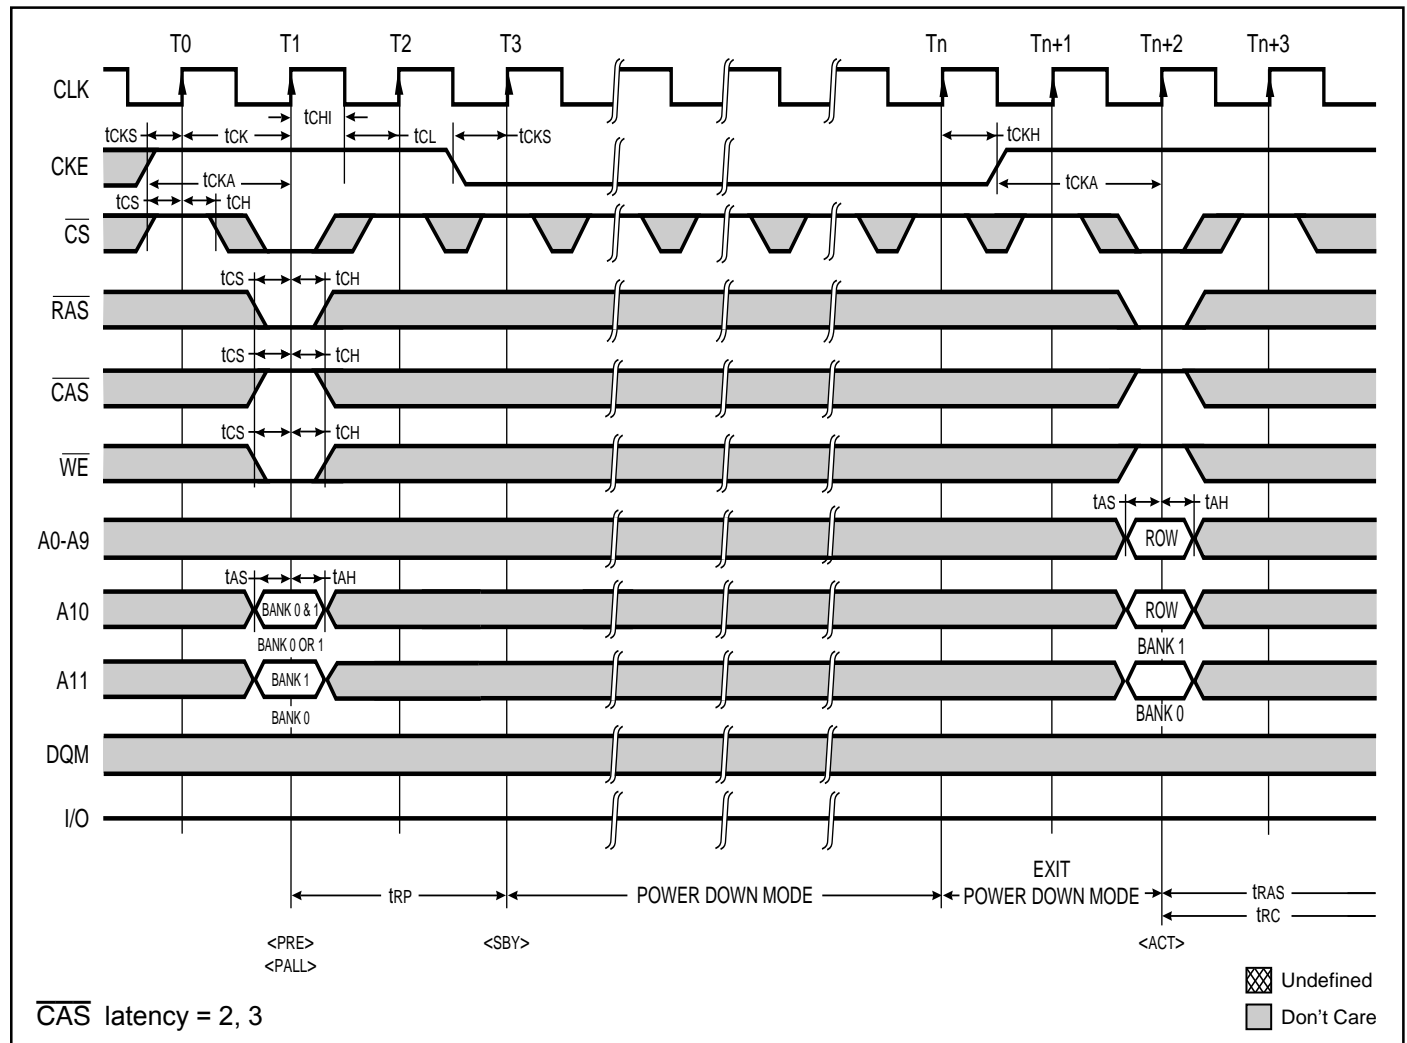 T0 T1 T2 T3 Tn Tn+1 Tn+2 Tn+3
CLK
tCHI
tCKS tCK tCL tCKS tCKH
CKE
tCKA tCKA
tCS tCH
CS
tCS tCH
RAS
tCS tCH
CAS
tCS tCH
WE
tAS tAH
A0-A9 ROW
tAS tAH
A10 BANK 0 & 1 ROW
BANK 0 OR 1 BANK 1
A11 BANK 1
BANK 0 BANK 0
DQM
I/O
EXIT
tRP POWER DOWN MODE POWER DOWN MODE tRAS
tRC
<PRE> <SBY> <ACT>
<PALL>
Undefined
CAS latency = 2, 3 Don't Care